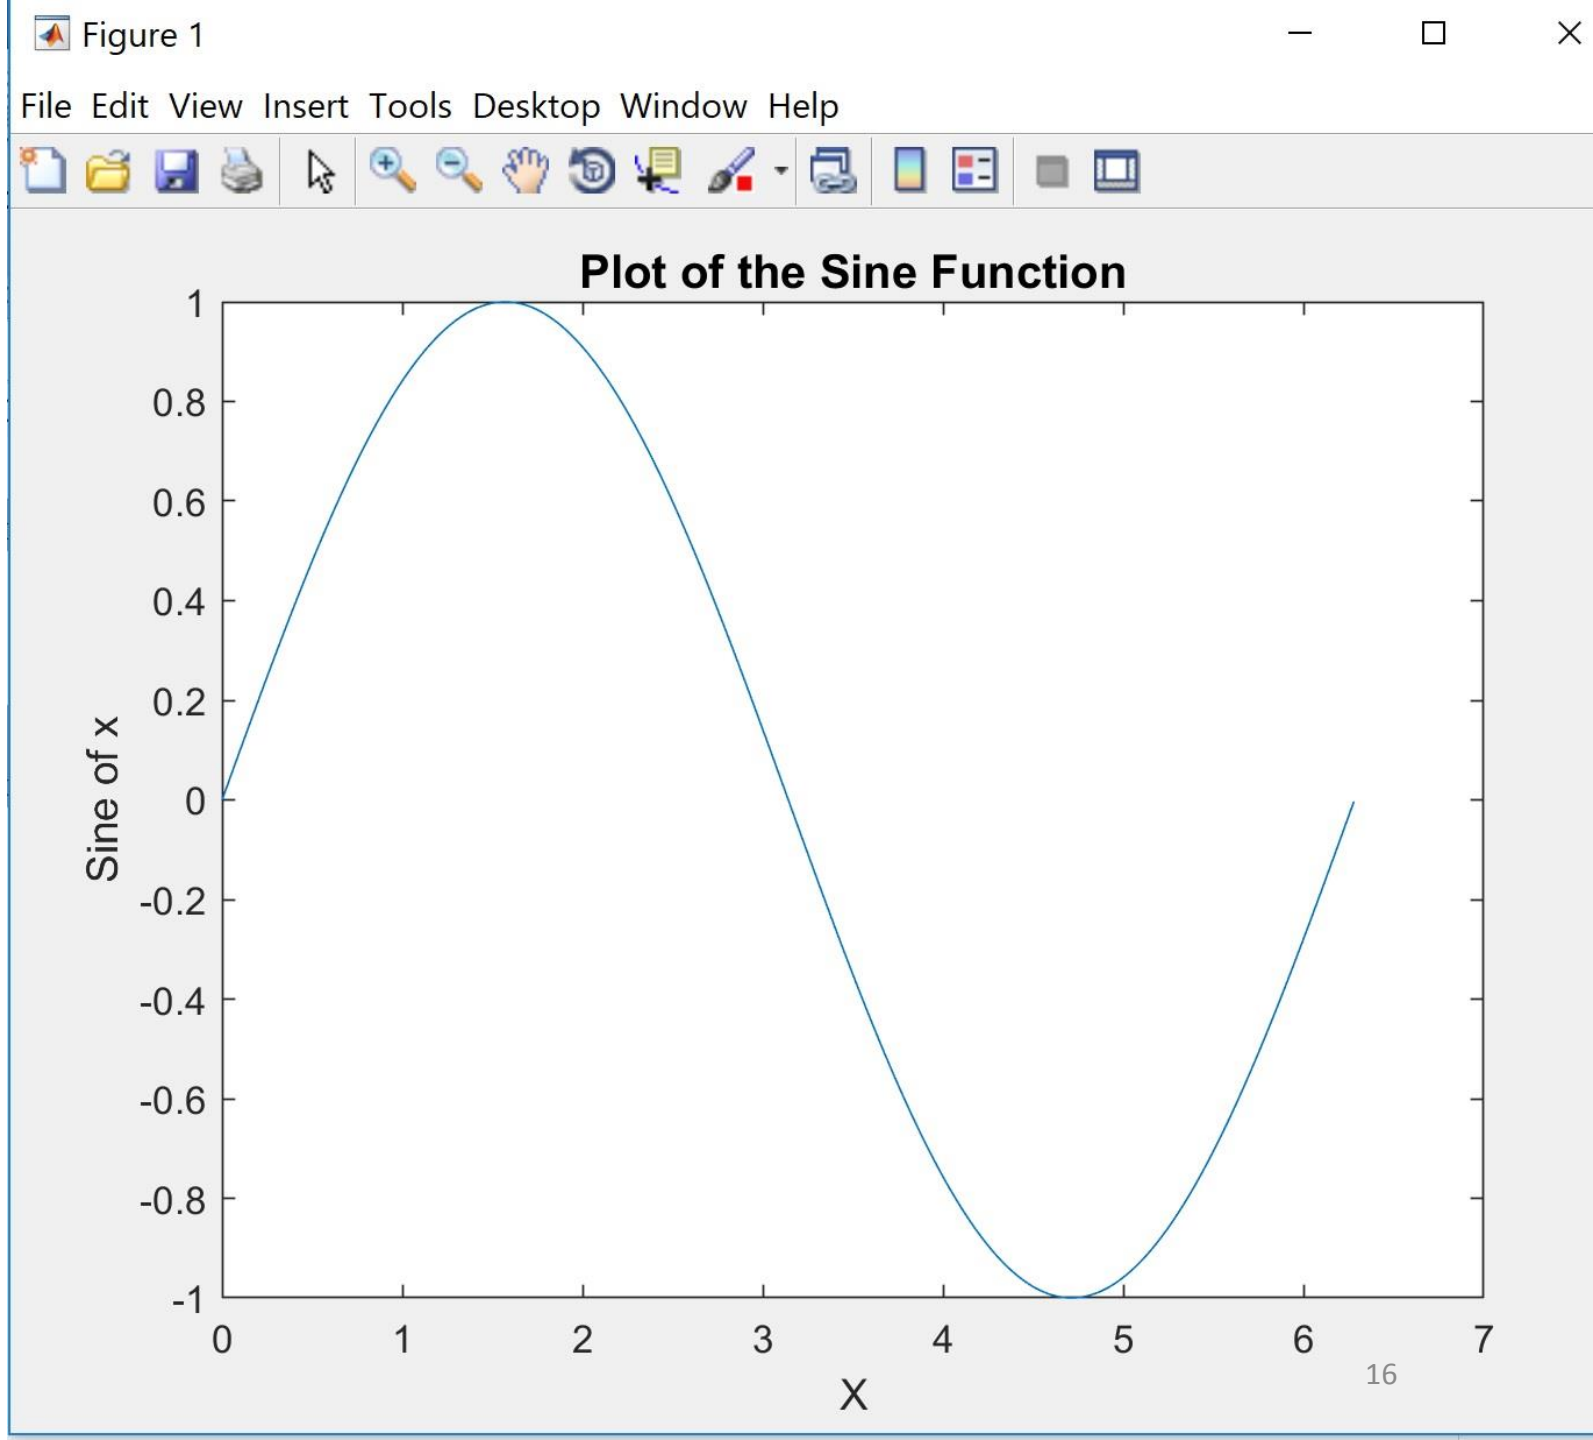 Figure 1
File Edit View Insert Tools Desktop Window Help
Plot of the Sine Function
1
0.8
0.6
0.4
0.2
0
-0.2
-0.4
-0.6
-0.8
-1
Sine of x
0 1 2 3 4 5 6 7
X
16